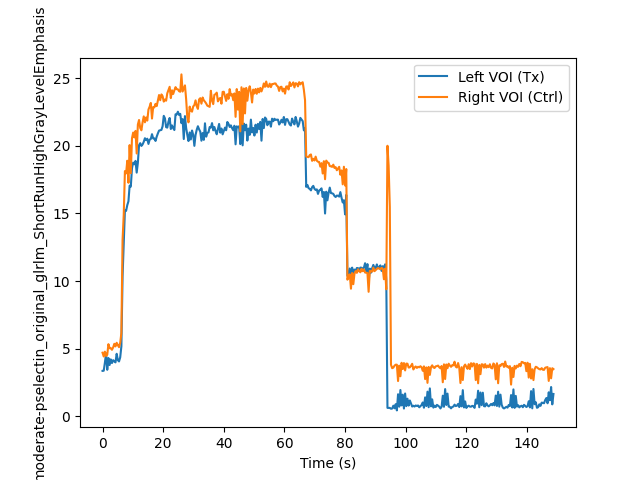 moderate-pselectin_original_glrlm_ShortRunHighGrayLevelEmphasis
25
20
15
10
5
0
Left VOI (Tx)
Right VOI (Ctrl)
0 20 40 60 80 100 120 140
Time (s)